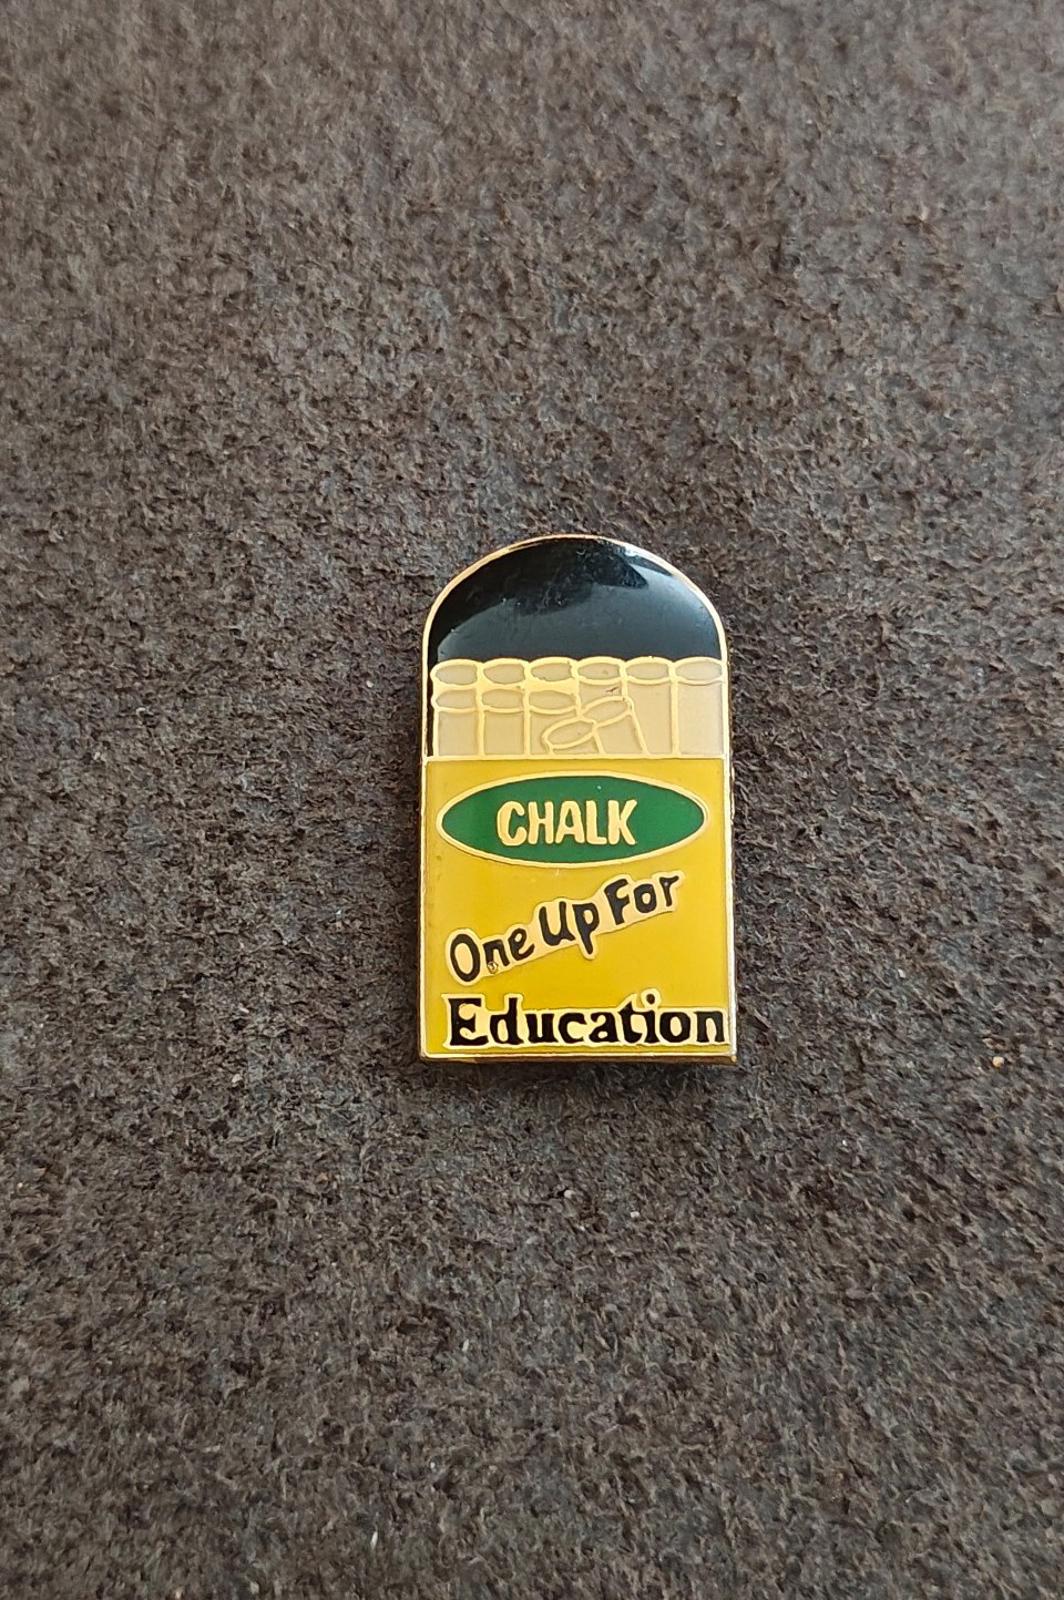 CHALK
One Up For
Education